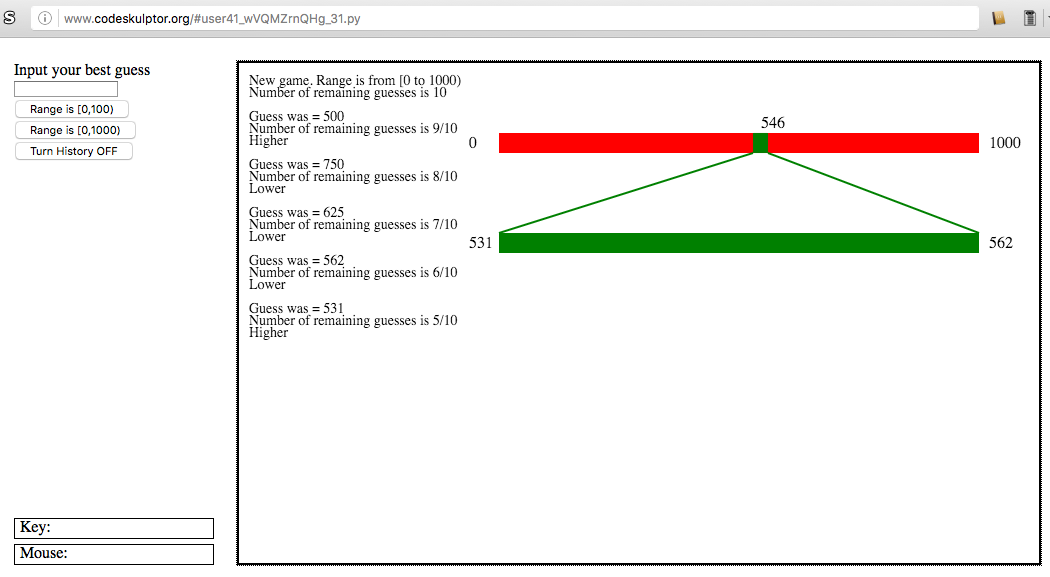 S
www.codeskulptor.org/#user41_wVQMZrnQHg_31.py
Input your best guess
Range is [0,100)
Range is [0,1000)
Turn History OFF
Key:
Mouse:
New game. Range is from [0 to 1000)
Number of remaining guesses is 10
Guess was = 500
Number of remaining guesses is 9/10
Higher
Guess was = 750
Number of remaining guesses is 8/10
Lower
Guess was = 625
Number of remaining guesses is 7/10
Lower
Guess was = 562
Number of remaining guesses is 6/10
Lower
Guess was = 531
Number of remaining guesses is 5/10
Higher
546
0 1000
531 562